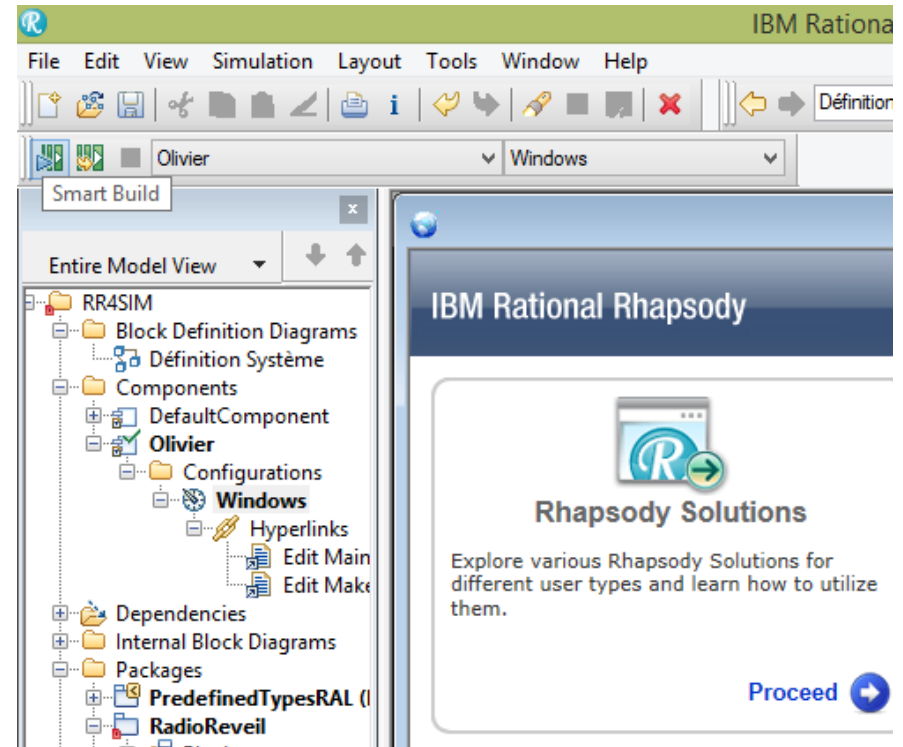 IBM Rationa
File Edit View Simulation Layout Tools Window Help
Définition
Olivier Windows
Smart Build
Entire Model View
RR4SIM
Block Definition Diagrams
Définition Système
Components
DefaultComponent
Olivier
Configurations
Windows
Hyperlinks
Edit Main
Edit Make
Dependencies
Internal Block Diagrams
Packages
PredefinedTypesRAL (
RadioReveil
IBM Rational Rhapsody
Rhapsody Solutions
Explore various Rhapsody Solutions for
different user types and learn how to utilize
them.
Proceed